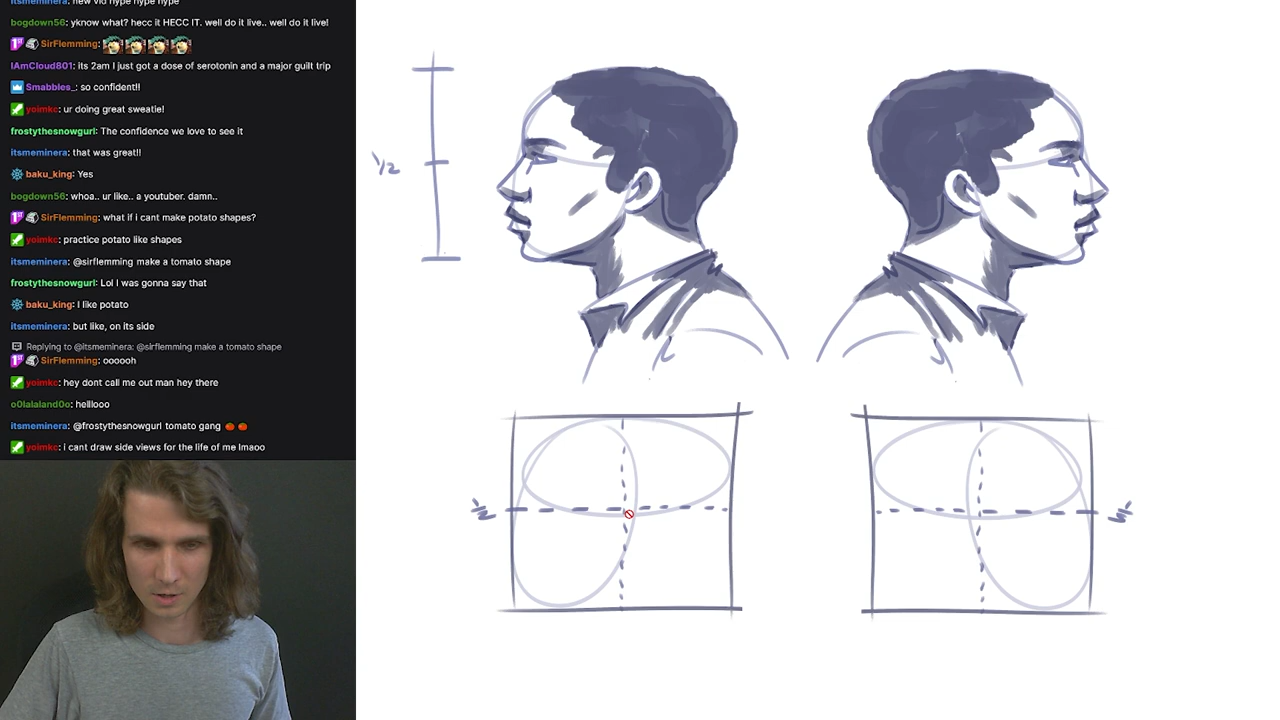 itsmeminera: new vid hype hype hype
bogdown56: yknow what? hecc it HECC IT. well do it live.. well do it live!
SirFlemming:
IAmCloud801: its 2am I just got a dose of serotonin and a major guilt trip
Smabbles_: so confident!!
yoimkc: ur doing great sweatie!
frostythesnowgurl: The confidence we love to see it
itsmeminera: that was great!!
baku_king: Yes
bogdown56: whoa.. ur like.. a youtuber. damn..
SirFlemming: what if i cant make potato shapes?
yoimkc: practice potato like shapes
itsmeminera: @sirflemming make a tomato shape
frostythesnowgurl: Lol I was gonna say that
baku_king: I like potato
itsmeminera: but like, on its side
Replying to @itsmeminera: @sirflemming make a tomato shape
SirFlemming: oooooh
yoimkc: hey dont call me out man hey there
o0lalaland0o: helllooo
itsmeminera: @frostythesnowgurl tomato gang 🍅 🍅
yoimkc: i cant draw side views for the life of me lmaoo
1/2
1/2
1/2